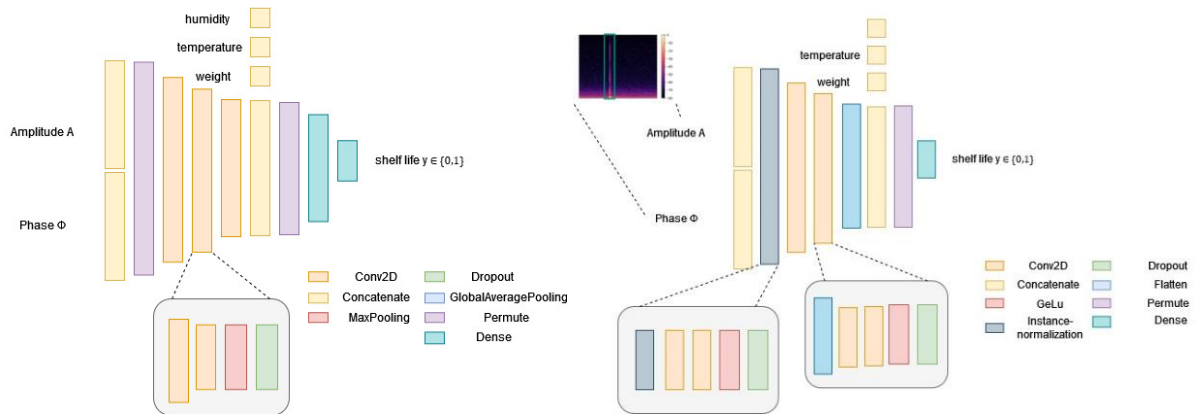 humidity
temperature
weight
Amplitude A
Phase Φ
shelf life y ∈ {0,1}
Conv2D
Concatenate
MaxPooling
Dropout
GlobalAveragePooling
Permute
Dense
temperature
weight
Amplitude A
Phase Φ
shelf life y ∈ {0,1}
Conv2D
Concatenate
GeLu
Instance-
normalization
Dropout
Flatten
Permute
Dense